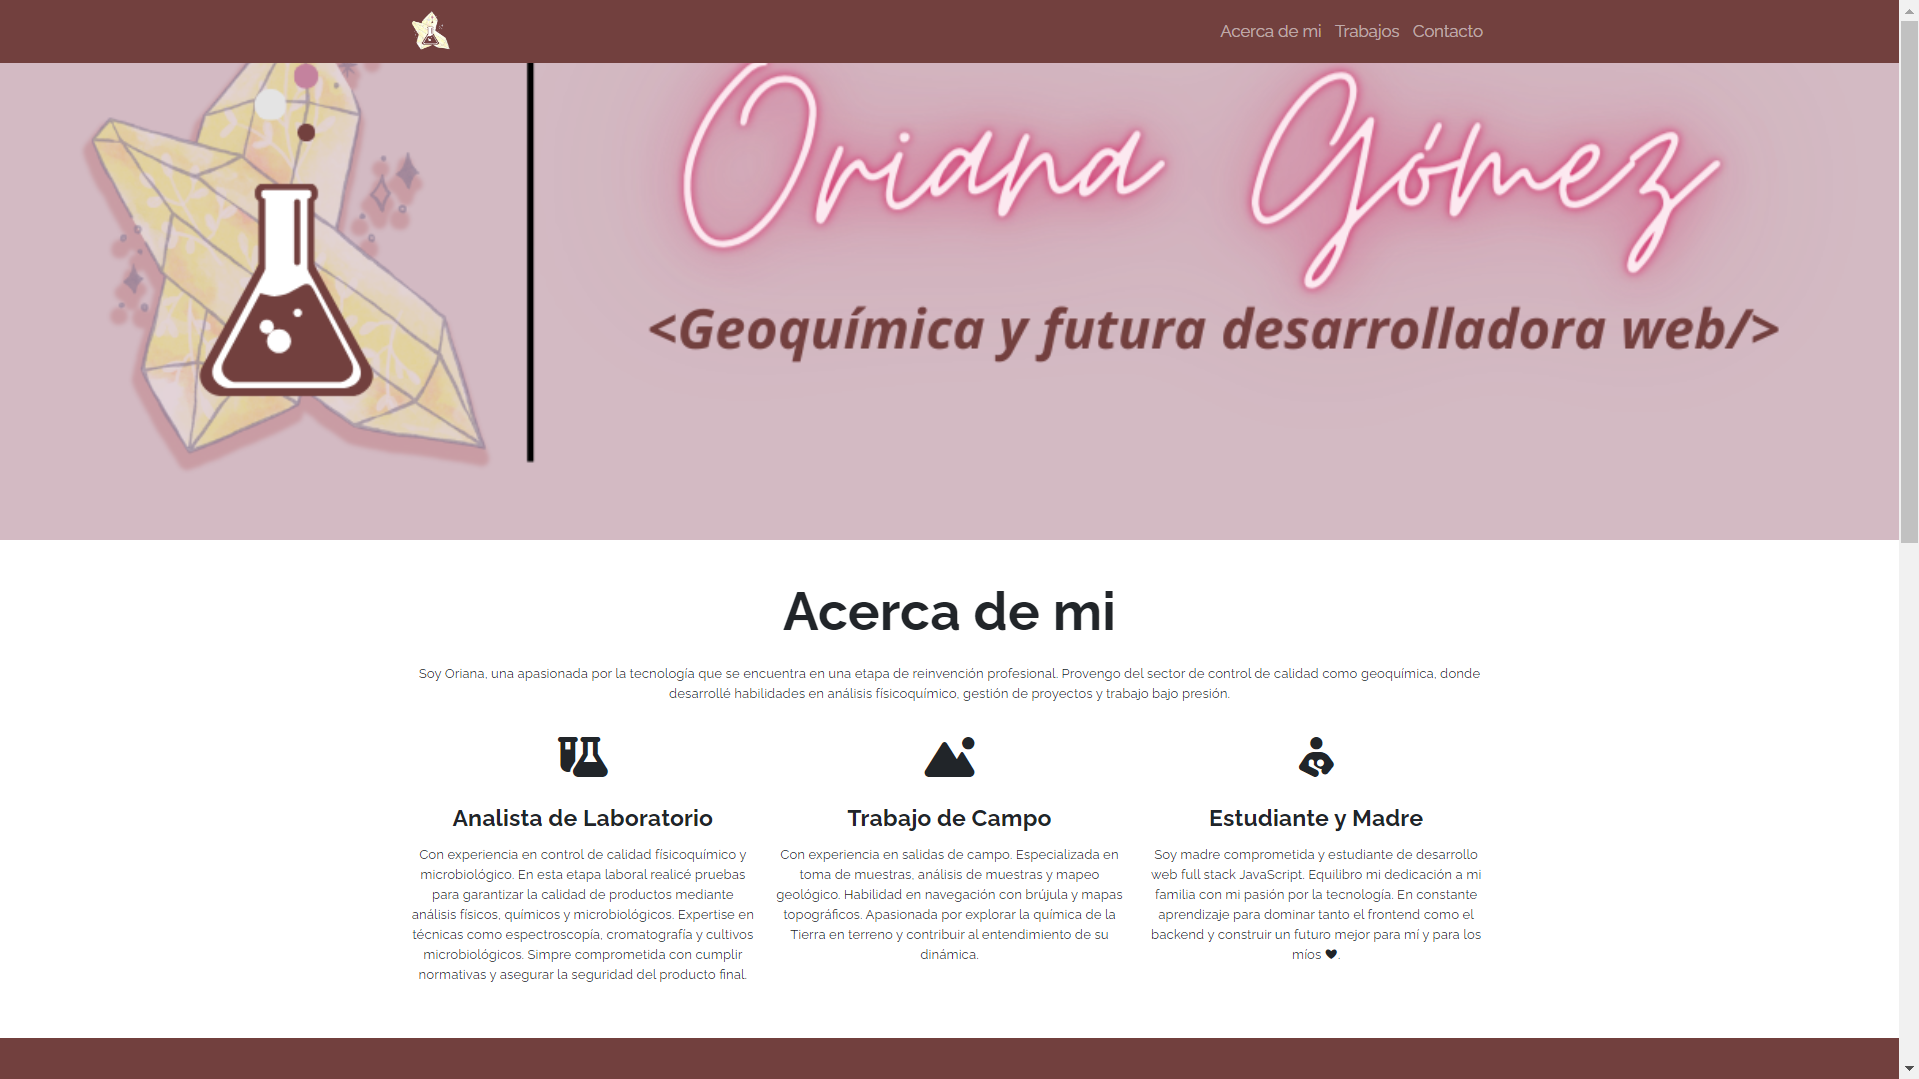 Acerca de mi Trabajos Contacto
Oriana Gómez
<Geoquímica y futura desarrolladora web/>
Acerca de mi
Soy Oriana, una apasionada por la tecnología que se encuentra en una etapa de reinvención profesional. Provengo del sector de control de calidad como geoquímica, donde
desarrollé habilidades en análisis físicoquímico, gestión de proyectos y trabajo bajo presión.
Analista de Laboratorio
Con experiencia en control de calidad físicoquímico y
microbiológico. En esta etapa laboral realicé pruebas
para garantizar la calidad de productos mediante
análisis físicos, químicos y microbiológicos. Expertise en
técnicas como espectroscopía, cromatografía y cultivos
microbiológicos. Simpre comprometida con cumplir
normativas y asegurar la seguridad del producto final.
Trabajo de Campo
Con experiencia en salidas de campo. Especializada en
toma de muestras, análisis de muestras y mapeo
geológico. Habilidad en navegación con brújula y mapas
topográficos. Apasionada por explorar la química de la
Tierra en terreno y contribuir al entendimiento de su
dinámica.
Estudiante y Madre
Soy madre comprometida y estudiante de desarrollo
web full stack JavaScript. Equilibro mi dedicación a mi
familia con mi pasión por la tecnología. En constante
aprendizaje para dominar tanto el frontend como el
backend y construir un futuro mejor para mí y para los
míos ♥.